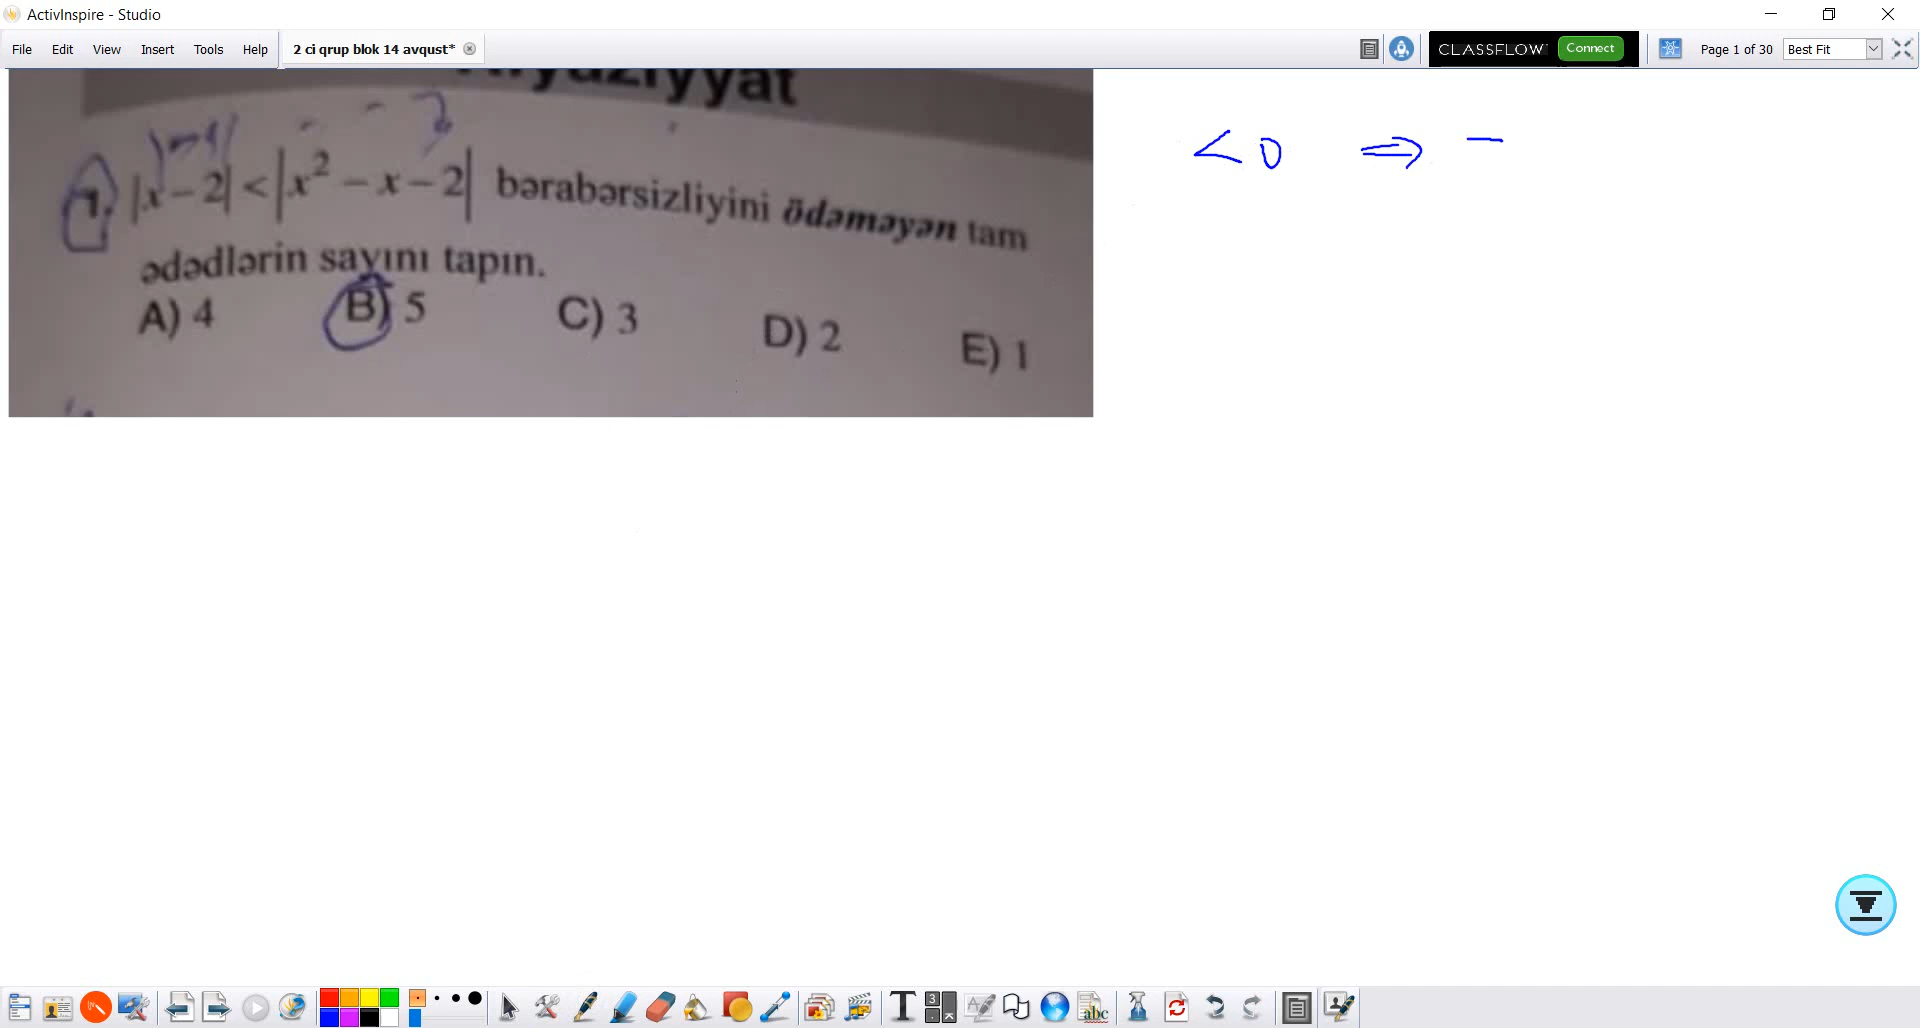 ActivInspire - Studio
File Edit View Insert Tools Help 2 ci qrup blok 14 avqust* CLASSFLOW Connect Page 1 of 30 Best Fit
1. |x – 2| < |x² – x – 2| bərabərsizliyini ödəməyən tam
ədədlərin sayını tapın.
A) 4 B) 5 C) 3 D) 2 E) 1
< 0 ⇒ −